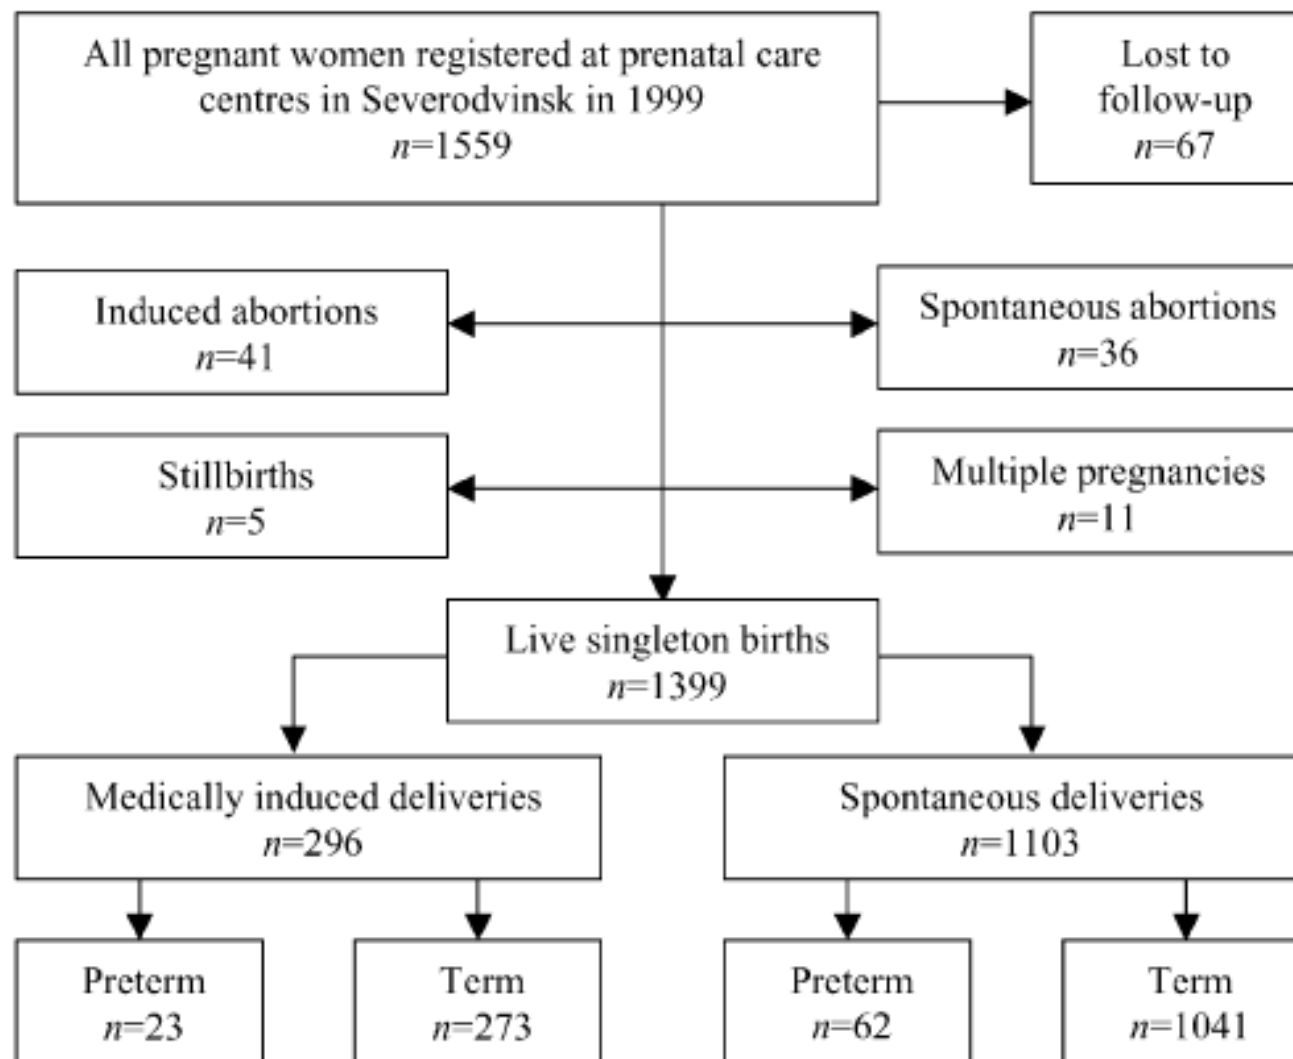 All pregnant women registered at prenatal care
centres in Severodvinsk in 1999
n=1559
Lost to
follow-up
n=67
Induced abortions
n=41
Spontaneous abortions
n=36
Stillbirths
n=5
Multiple pregnancies
n=11
Live singleton births
n=1399
Medically induced deliveries
n=296
Spontaneous deliveries
n=1103
Preterm
n=23
Term
n=273
Preterm
n=62
Term
n=1041